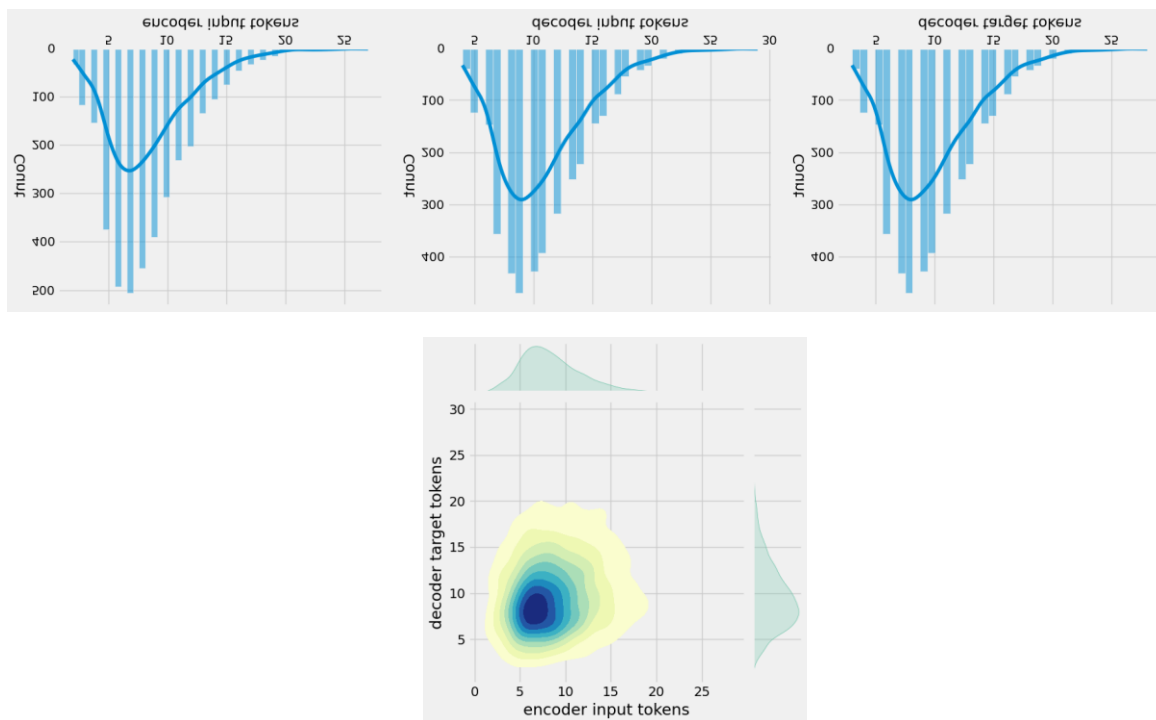 encoder input tokens
5 10 15 20 25
0
100
200
300
400
500
Count
decoder input tokens
5 10 15 20 25 30
0
100
200
300
400
Count
decoder target tokens
5 10 15 20 25
0
100
200
300
400
Count
30
25
20
15
10
5
decoder target tokens
0 5 10 15 20 25
encoder input tokens